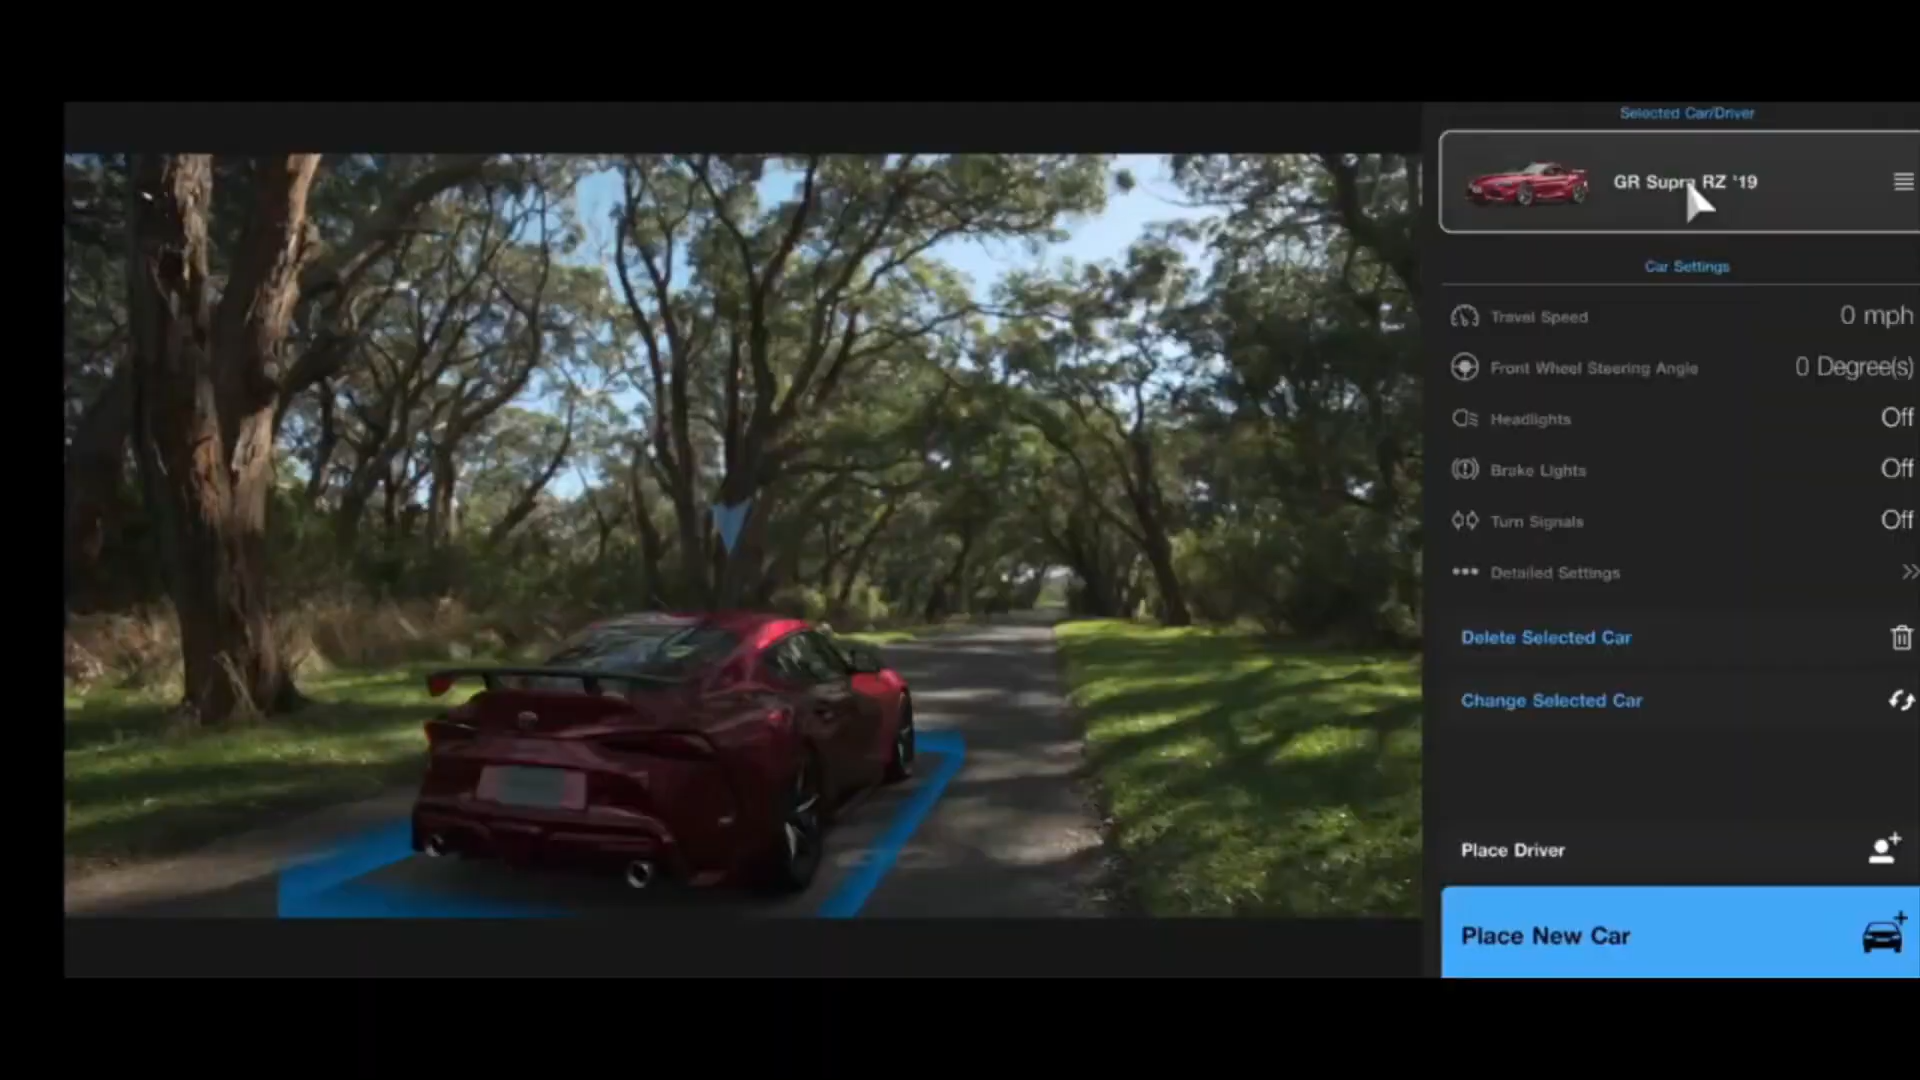 Selected Car/Driver
GR Supra RZ '19
Car Settings
Travel Speed 0 mph
Front Wheel Steering Angle 0 Degree(s)
Headlights Off
Brake Lights Off
Turn Signals Off
Detailed Settings
Delete Selected Car
Change Selected Car
Place Driver
Place New Car